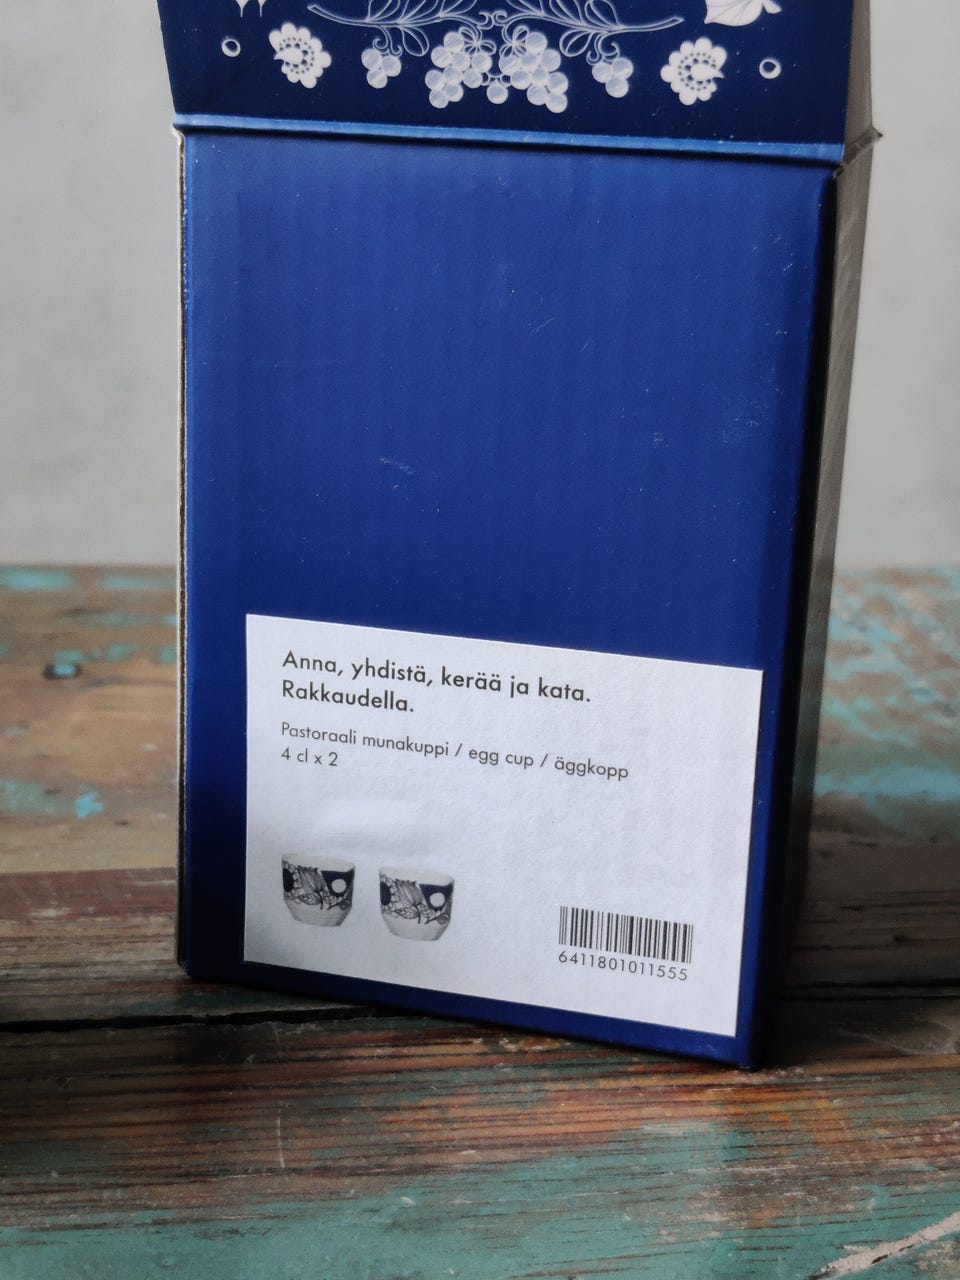 Anna, yhdistä, kerää ja kata.
Rakkaudella.
Pastoraali munakuppi / egg cup / äggkopp
4 cl x 2
6411801011555